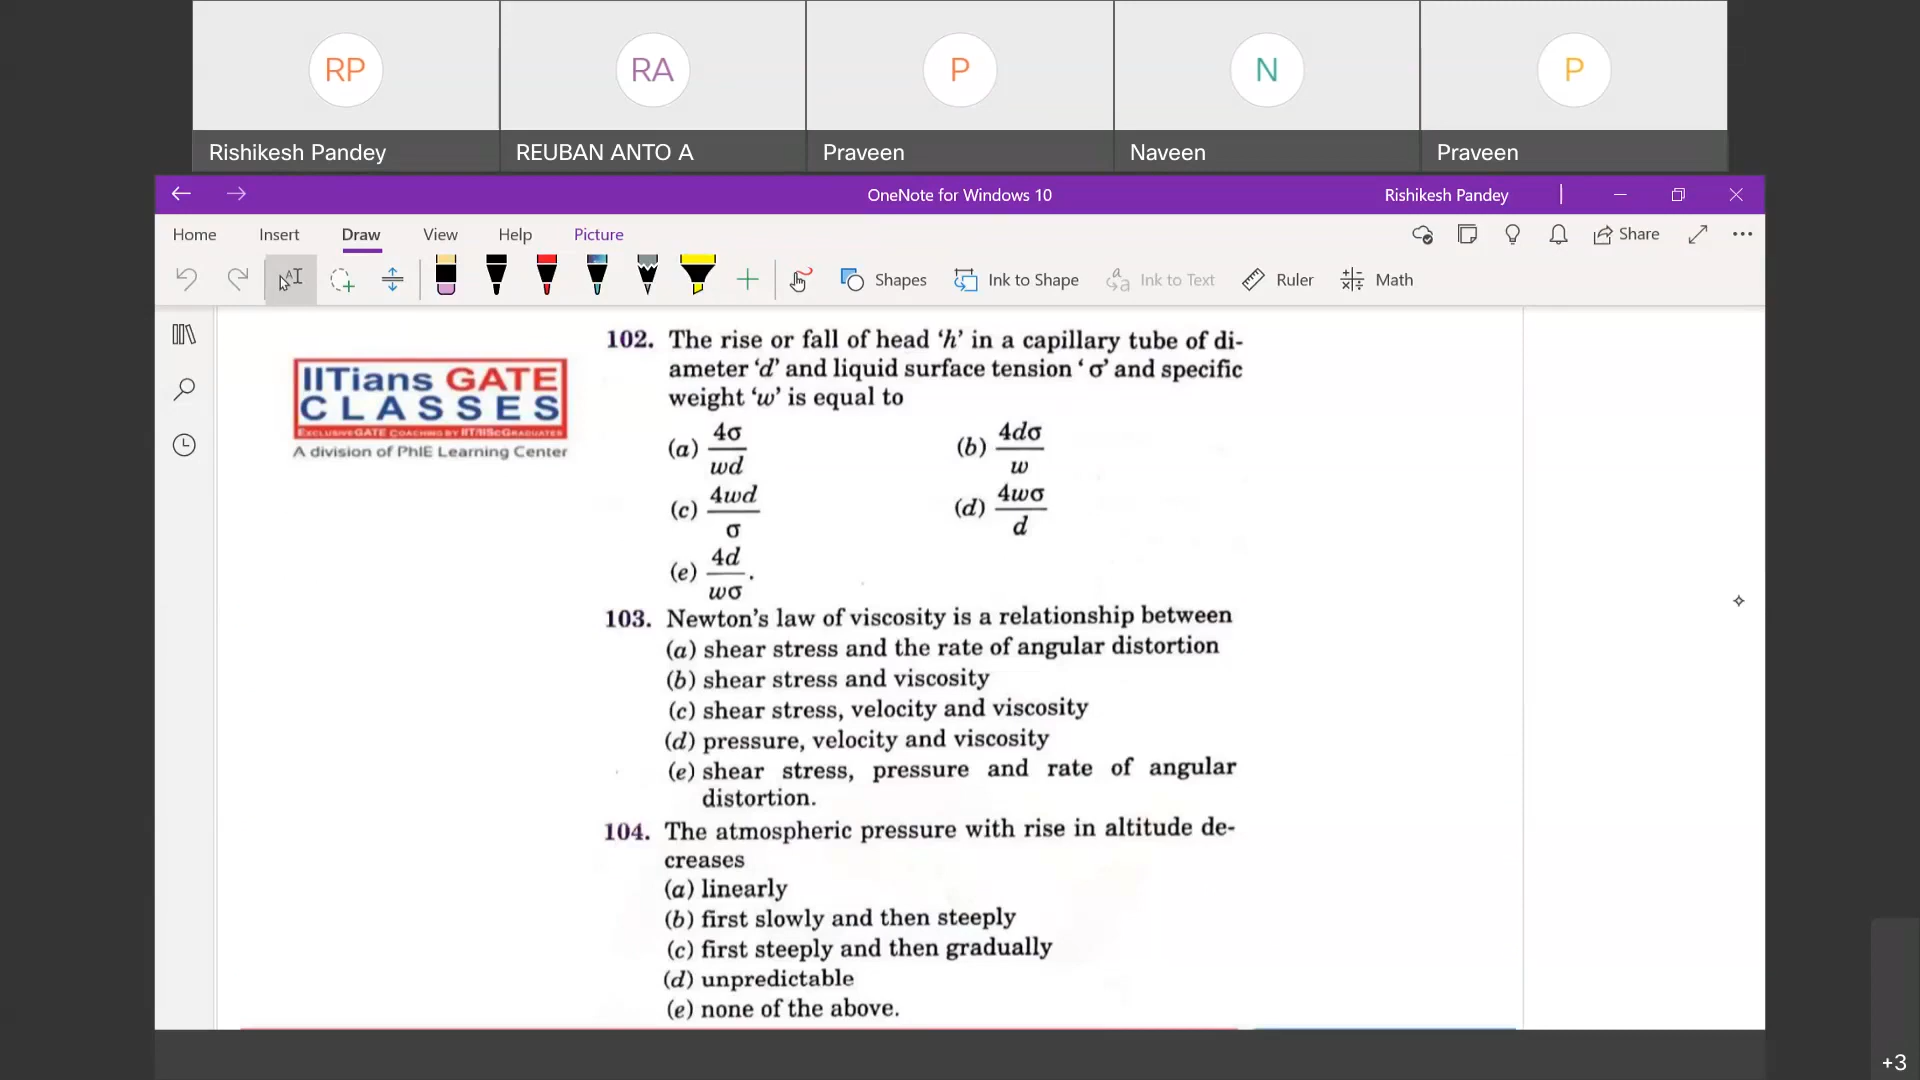 RP
RA
P
N
P
Rishikesh Pandey
REUBAN ANTO A
Praveen
Naveen
Praveen
OneNote for Windows 10
Rishikesh Pandey
Home Insert Draw View Help Picture
Share
Shapes Ink to Shape Ink to Text Ruler Math
IITians GATE
CLASSES
EXCLUSIVE GATE COACHING BY IIT/IISc GRADUATES
A division of PhIE Learning Center
102. The rise or fall of head ‘h’ in a capillary tube of di-
ameter ‘d’ and liquid surface tension ‘ σ’ and specific
weight ‘w’ is equal to
(a) 4σ/wd (b) 4dσ/w
(c) 4wd/σ (d) 4wσ/d
(e) 4d/wσ.
103. Newton’s law of viscosity is a relationship between
(a) shear stress and the rate of angular distortion
(b) shear stress and viscosity
(c) shear stress, velocity and viscosity
(d) pressure, velocity and viscosity
(e) shear stress, pressure and rate of angular
distortion.
104. The atmospheric pressure with rise in altitude de-
creases
(a) linearly
(b) first slowly and then steeply
(c) first steeply and then gradually
(d) unpredictable
(e) none of the above.
+3